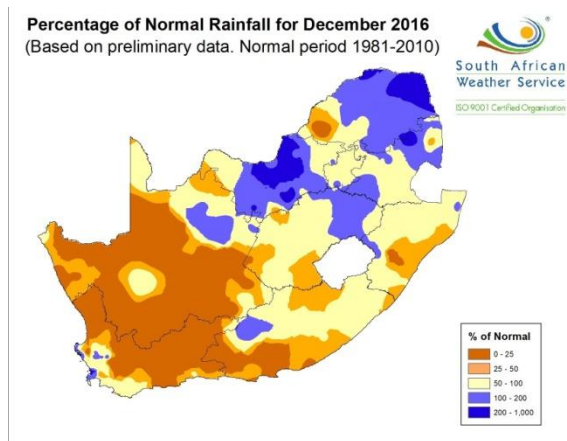 Percentage of Normal Rainfall for December 2016
(Based on preliminary data. Normal period 1981-2010)
South African
Weather Service
ISO 9001 Certified Organisation
% of Normal
0 - 25
25 - 50
50 - 100
100 - 200
200 - 1,000